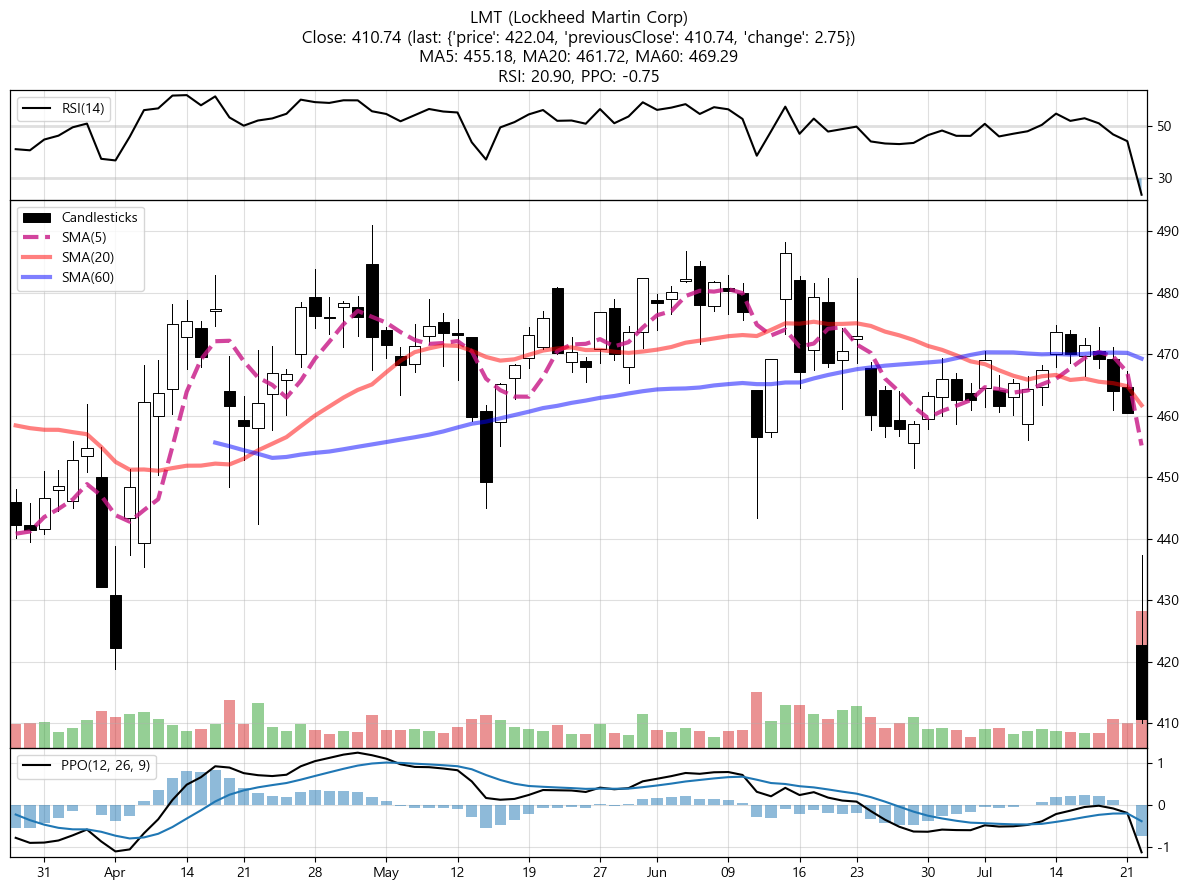 LMT (Lockheed Martin Corp)
Close: 410.74 (last: {'price': 422.04, 'previousClose': 410.74, 'change': 2.75})
MA5: 455.18, MA20: 461.72, MA60: 469.29
RSI: 20.90, PPO: -0.75
RSI(14)
50
30
Candlesticks
SMA(5)
SMA(20)
SMA(60)
490
480
470
460
450
440
430
420
410
PPO(12, 26, 9)
1
0
-1
31 Apr 14 21 28 May 12 19 27 Jun 09 16 23 30 Jul 14 21